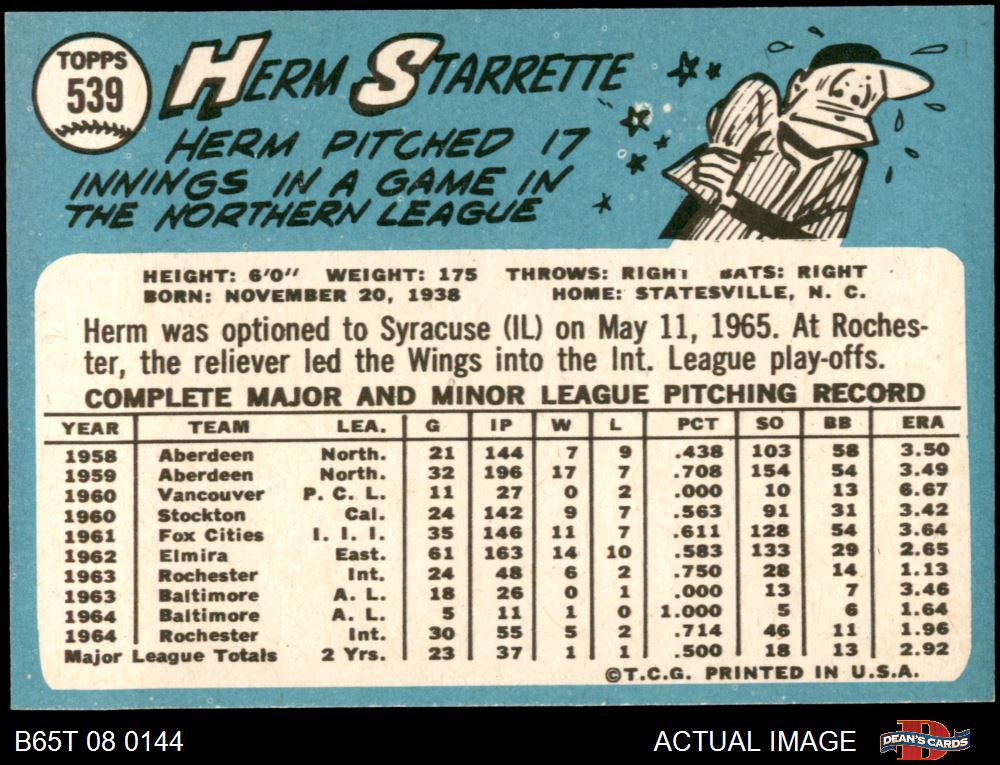 TOPPS
539
HERM STARRETTE
HERM PITCHED 17
INNINGS IN A GAME IN
THE NORTHERN LEAGUE
HEIGHT: 6'0" WEIGHT: 175 THROWS: RIGHT BATS: RIGHT
BORN: NOVEMBER 20, 1938 HOME: STATESVILLE, N. C.
Herm was optioned to Syracuse (IL) on May 11, 1965. At Roches-
ter, the reliever led the Wings into the Int. League play-offs.
COMPLETE MAJOR AND MINOR LEAGUE PITCHING RECORD
YEAR TEAM LEA. G IP W L PCT SO BB ERA
1958 Aberdeen North. 21 144 7 9 .438 103 58 3.50
1959 Aberdeen North. 32 196 17 7 .708 154 54 3.49
1960 Vancouver P. C. L. 11 27 0 2 .000 10 13 6.67
1960 Stockton Cal. 24 142 9 7 .563 91 31 3.42
1961 Fox Cities I. I. I. 35 146 11 7 .611 128 54 3.64
1962 Elmira East. 61 163 14 10 .583 133 29 2.65
1963 Rochester Int. 24 48 6 2 .750 28 14 1.13
1963 Baltimore A. L. 18 26 0 1 .000 13 7 3.46
1964 Baltimore A. L. 5 11 1 0 1.000 5 6 1.64
1964 Rochester Int. 30 55 5 2 .714 46 11 1.96
Major League Totals 2 Yrs. 23 37 1 1 .500 18 13 2.92
©T.C.G. PRINTED IN U.S.A.
B65T 08 0144 ACTUAL IMAGE DEAN'S CARDS